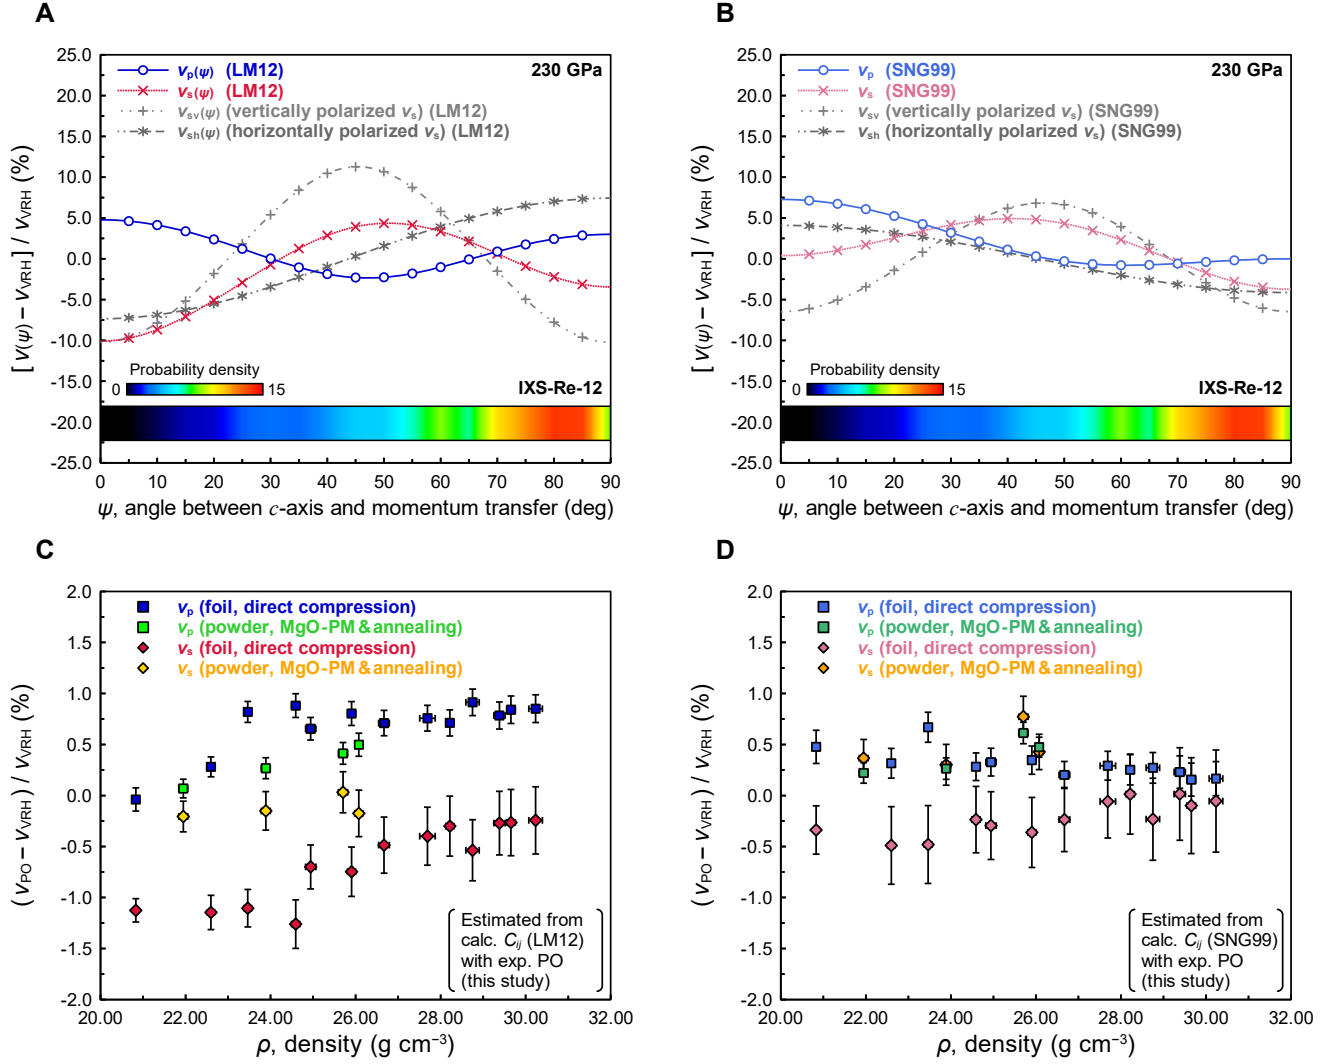 A
25.0
20.0
15.0
10.0
5.0
0.0
-5.0
-10.0
-15.0
-20.0
-25.0
[ v(ψ) − vVRH] / vVRH (%)
vp(ψ) (LM12)
vs(ψ) (LM12)
vsv(ψ) (vertically polarized vs) (LM12)
vsh(ψ) (horizontally polarized vs) (LM12)
230 GPa
Probability density
0 15
IXS-Re-12
0 10 20 30 40 50 60 70 80 90
ψ, angle between c-axis and momentum transfer (deg)
B
25.0
20.0
15.0
10.0
5.0
0.0
-5.0
-10.0
-15.0
-20.0
-25.0
[ v(ψ) − vVRH] / vVRH (%)
vp (SNG99)
vs (SNG99)
vsv (vertically polarized vs) (SNG99)
vsh (horizontally polarized vs) (SNG99)
230 GPa
Probability density
0 15
IXS-Re-12
0 10 20 30 40 50 60 70 80 90
ψ, angle between c-axis and momentum transfer (deg)
C
2.0
1.5
1.0
0.5
0.0
-0.5
-1.0
-1.5
-2.0
(vPO − vVRH) / vVRH (%)
vp (foil, direct compression)
vp (powder, MgO-PM & annealing)
vs (foil, direct compression)
vs (powder, MgO-PM & annealing)
Estimated from
calc. Cij (LM12)
with exp. PO
(this study)
20.00 22.00 24.00 26.00 28.00 30.00 32.00
ρ, density (g cm−3)
D
2.0
1.5
1.0
0.5
0.0
-0.5
-1.0
-1.5
-2.0
(vPO − vVRH) / vVRH (%)
vp (foil, direct compression)
vp (powder, MgO-PM & annealing)
vs (foil, direct compression)
vs (powder, MgO-PM & annealing)
Estimated from
calc. Cij (SNG99)
with exp. PO
(this study)
20.00 22.00 24.00 26.00 28.00 30.00 32.00
ρ, density (g cm−3)